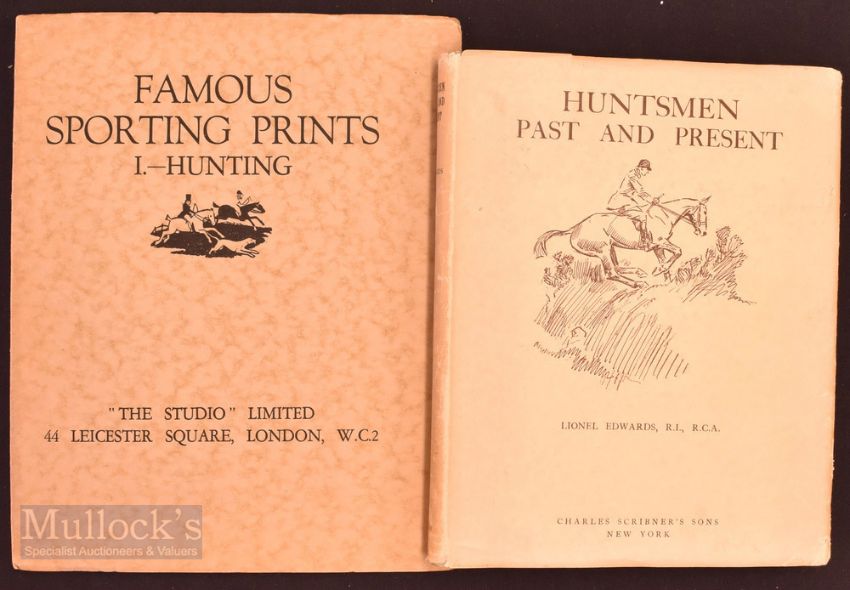 FAMOUS
SPORTING PRINTS
I.—HUNTING
"THE STUDIO" LIMITED
44 LEICESTER SQUARE, LONDON, W.C.2
HUNTSMEN
PAST AND PRESENT
LIONEL EDWARDS, R.I., R.C.A.
CHARLES SCRIBNER'S SONS
NEW YORK
Mullock's
Specialist Auctioneers & Valuers